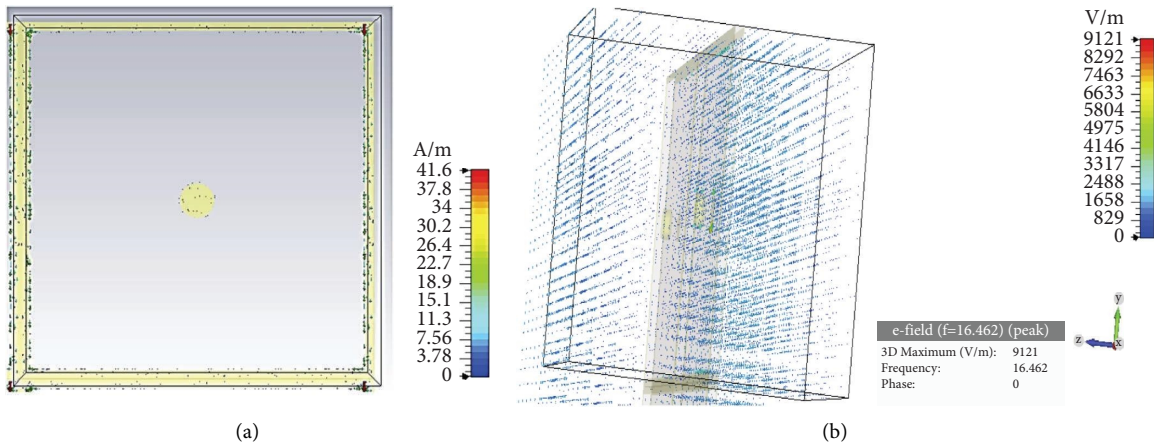 A/m
41.6
37.8
34
30.2
26.4
22.7
18.9
15.1
11.3
7.56
3.78
0
(a)
V/m
9121
8292
7463
6633
5804
4975
4146
3317
2488
1658
829
0
e-field (f=16.462) (peak)
3D Maximum (V/m): 9121
Frequency: 16.462
Phase: 0
y
z
x
(b)